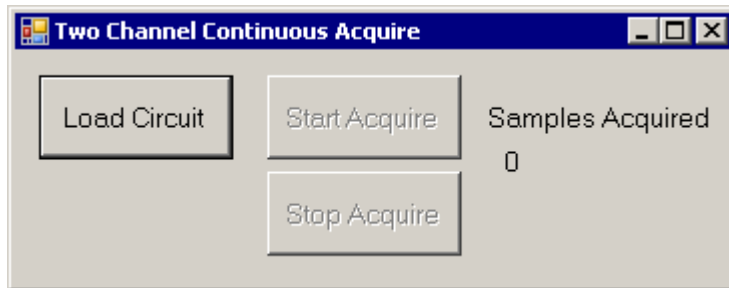 Two Channel Continuous Acquire
Load Circuit
Start Acquire
Samples Acquired
0
Stop Acquire